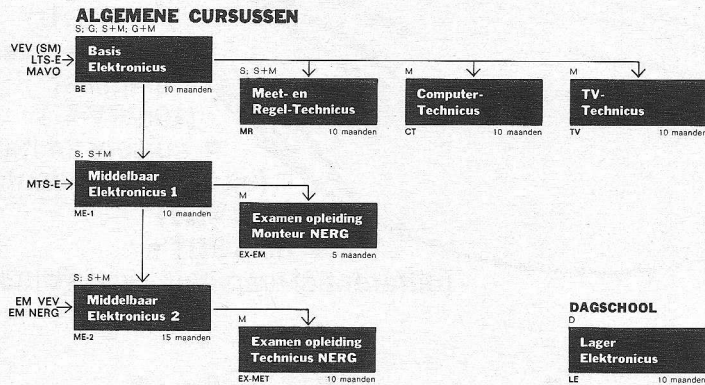 ALGEMENE CURSUSSEN
S; G; S+M; G+M
VEV (SM)
LTS-E
MAVO
Basis
Elektronicus
BE 10 maanden
S; S+M
Meet- en
Regel-Technicus
MR 10 maanden
M
Computer-
Technicus
CT 10 maanden
M
TV-
Technicus
TV 10 maanden
S; S+M
MTS-E
Middelbaar
Elektronicus 1
ME-1 10 maanden
M
Examen opleiding
Monteur NERG
EX-EM 5 maanden
S; S+M
EM VEV
EM NERG
Middelbaar
Elektronicus 2
ME-2 15 maanden
M
Examen opleiding
Technicus NERG
EX-MET 10 maanden
DAGSCHOOL
D
Lager
Elektronicus
LE 10 maanden